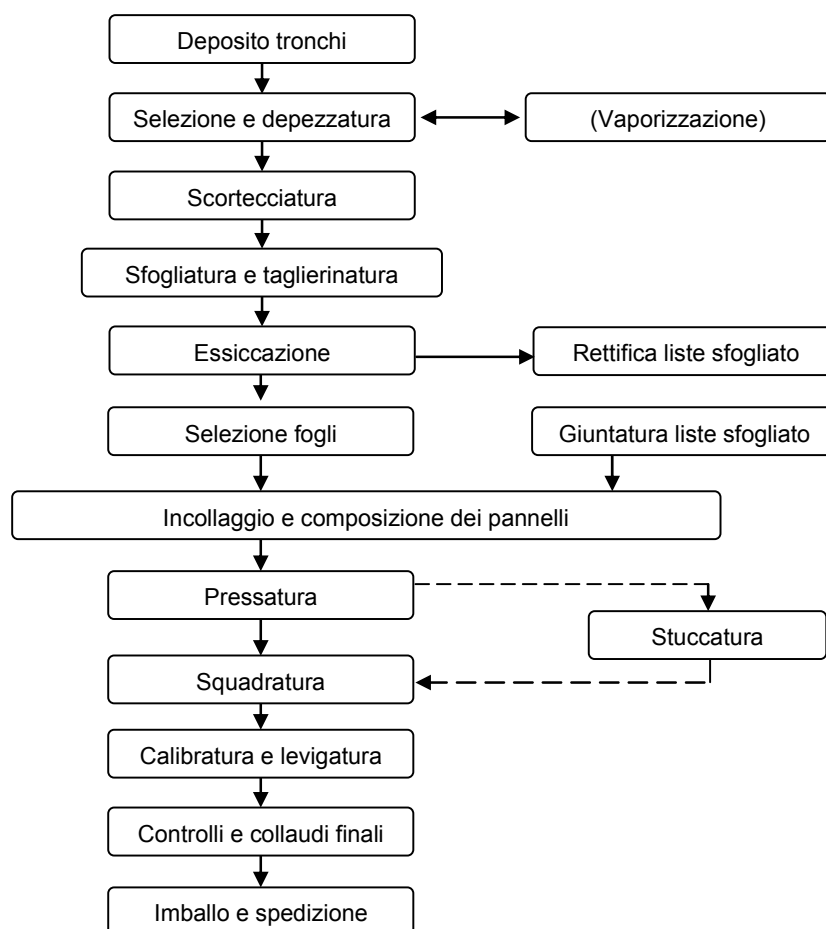 Deposito tronchi
Selezione e depezzatura
(Vaporizzazione)
Scortecciatura
Sfogliatura e taglierinatura
Essiccazione
Rettifica liste sfogliato
Selezione fogli
Giuntatura liste sfogliato
Incollaggio e composizione dei pannelli
Pressatura
Stuccatura
Squadratura
Calibratura e levigatura
Controlli e collaudi finali
Imballo e spedizione